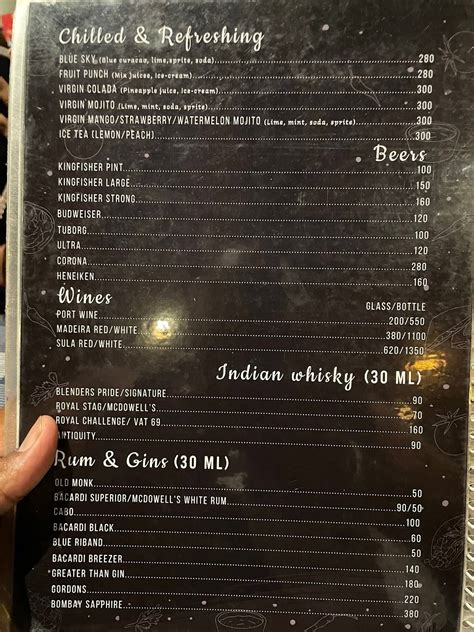 Chilled & Refreshing
BLUE SKY (Blue curacao, lime, sprite, soda) 280
FRUIT PUNCH (Mix juices, ice-cream) 280
VIRGIN COLADA (Pineapple juice, ice-cream) 300
VIRGIN MOJITO (Lime, mint, soda, sprite) 300
VIRGIN MANGO/STRAWBERRY/WATERMELON MOJITO (Lime, mint, soda, sprite) 300
ICE TEA (LEMON/PEACH) 300
Beers
KINGFISHER PINT 100
KINGFISHER LARGE 150
KINGFISHER STRONG 160
BUDWEISER 120
TUBORG 100
ULTRA 120
CORONA 280
HENEIKEN 160
Wines
GLASS/BOTTLE
PORT WINE 200/550
MADEIRA RED/WHITE 380/1100
SULA RED/WHITE 620/1350
Indian whisky (30 ML)
BLENDERS PRIDE/SIGNATURE 90
ROYAL STAG/MCDOWELL'S 70
ROYAL CHALLENGE/ VAT 69 160
ANTIQUITY 90
Rum & Gins (30 ML)
OLD MONK 50
BACARDI SUPERIOR/MCDOWELL'S WHITE RUM 90/50
CABO 100
BACARDI BLACK 60
BLUE RIBAND 50
BACARDI BREEZER 140
*GREATER THAN GIN 180
GORDONS 220
BOMBAY SAPPHIRE 380